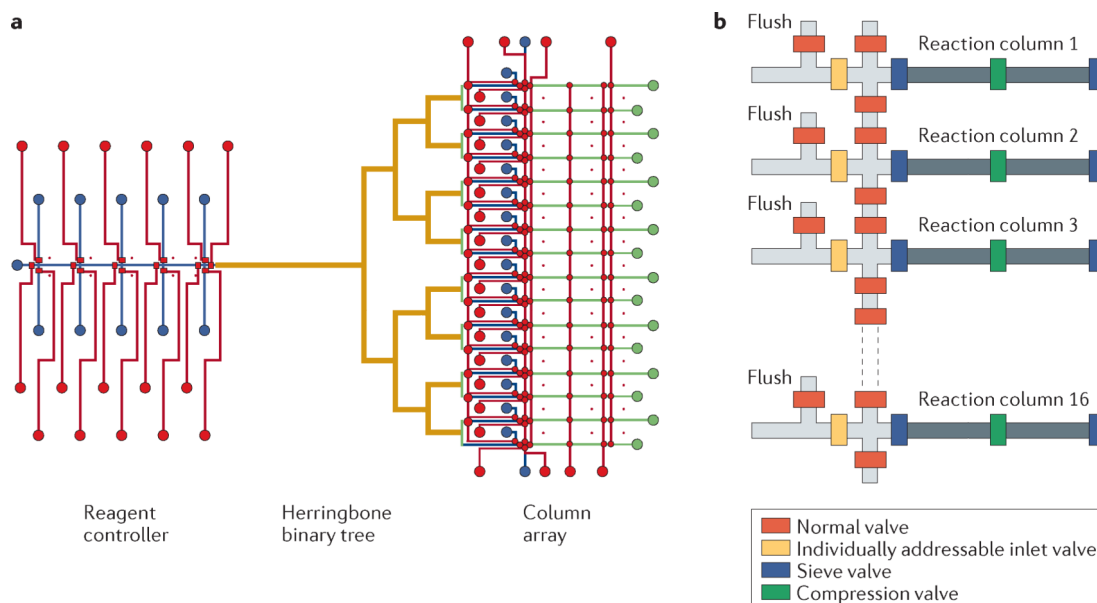 a
b
Flush
Reaction column 1
Flush
Reaction column 2
Flush
Reaction column 3
Flush
Reaction column 16
Reagent
controller
Herringbone
binary tree
Column
array
Normal valve
Individually addressable inlet valve
Sieve valve
Compression valve